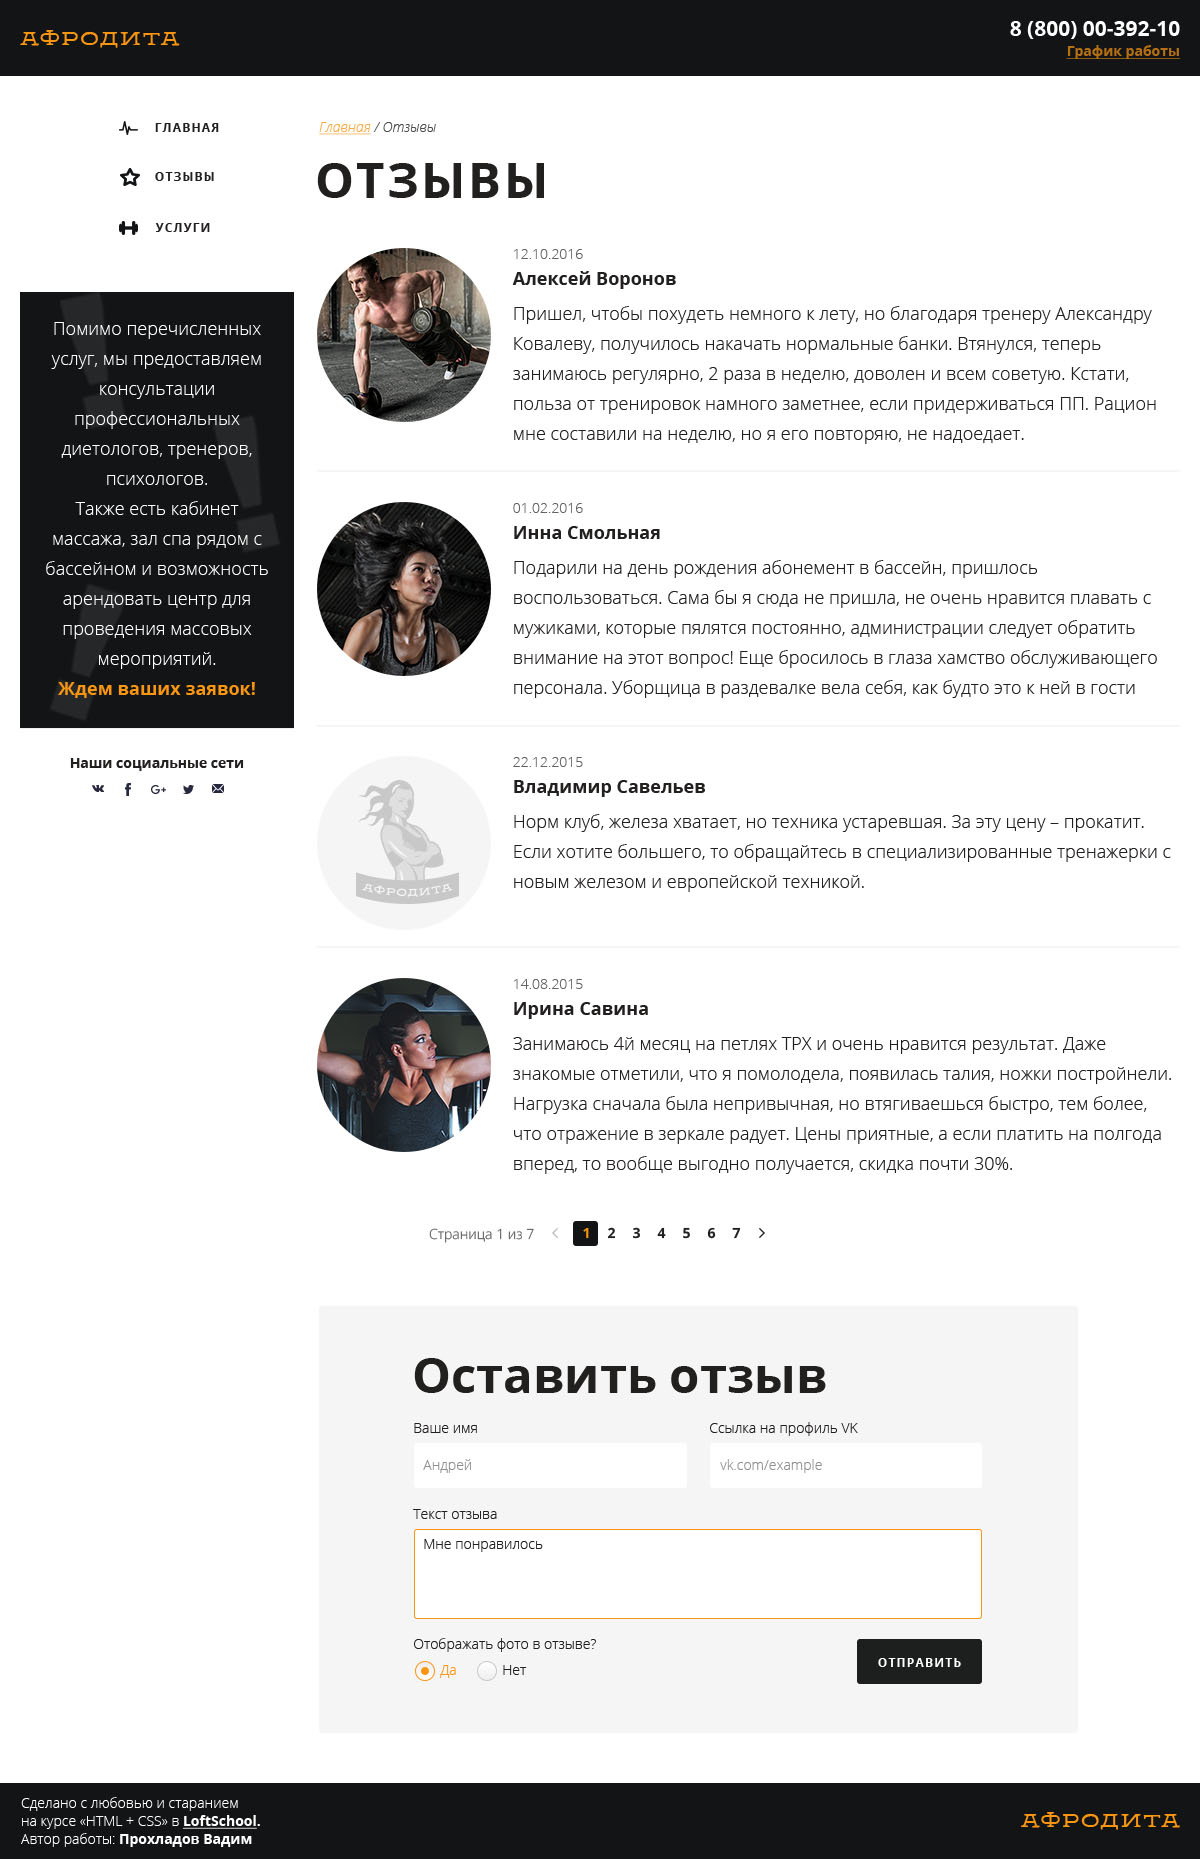 АФРОДИТА
8 (800) 00-392-10
График работы
ГЛАВНАЯ
ОТЗЫВЫ
УСЛУГИ
Помимо перечисленных
услуг, мы предоставляем
консультации
профессиональных
диетологов, тренеров,
психологов.
Также есть кабинет
массажа, зал спа рядом с
бассейном и возможность
арендовать центр для
проведения массовых
мероприятий.
Ждем ваших заявок!
Наши социальные сети
Главная / Отзывы
ОТЗЫВЫ
12.10.2016
Алексей Воронов
Пришел, чтобы похудеть немного к лету, но благодаря тренеру Александру
Ковалеву, получилось накачать нормальные банки. Втянулся, теперь
занимаюсь регулярно, 2 раза в неделю, доволен и всем советую. Кстати,
польза от тренировок намного заметнее, если придерживаться ПП. Рацион
мне составили на неделю, но я его повторяю, не надоедает.
01.02.2016
Инна Смольная
Подарили на день рождения абонемент в бассейн, пришлось
воспользоваться. Сама бы я сюда не пришла, не очень нравится плавать с
мужиками, которые пялятся постоянно, администрации следует обратить
внимание на этот вопрос! Еще бросилось в глаза хамство обслуживающего
персонала. Уборщица в раздевалке вела себя, как будто это к ней в гости
АФРОДИТА
22.12.2015
Владимир Савельев
Норм клуб, железа хватает, но техника устаревшая. За эту цену – прокатит.
Если хотите большего, то обращайтесь в специализированные тренажерки с
новым железом и европейской техникой.
14.08.2015
Ирина Савина
Занимаюсь 4й месяц на петлях ТРХ и очень нравится результат. Даже
знакомые отметили, что я помолодела, появилась талия, ножки постройнели.
Нагрузка сначала была непривычная, но втягиваешься быстро, тем более,
что отражение в зеркале радует. Цены приятные, а если платить на полгода
вперед, то вообще выгодно получается, скидка почти 30%.
Страница 1 из 7 1 2 3 4 5 6 7
Оставить отзыв
Ваше имя Ссылка на профиль VK
Андрей vk.com/example
Текст отзыва
Мне понравилось
Отображать фото в отзыве?
Да Нет
ОТПРАВИТЬ
Сделано с любовью и старанием
на курсе «HTML + CSS» в LoftSchool.
Автор работы: Прохладов Вадим
АФРОДИТА